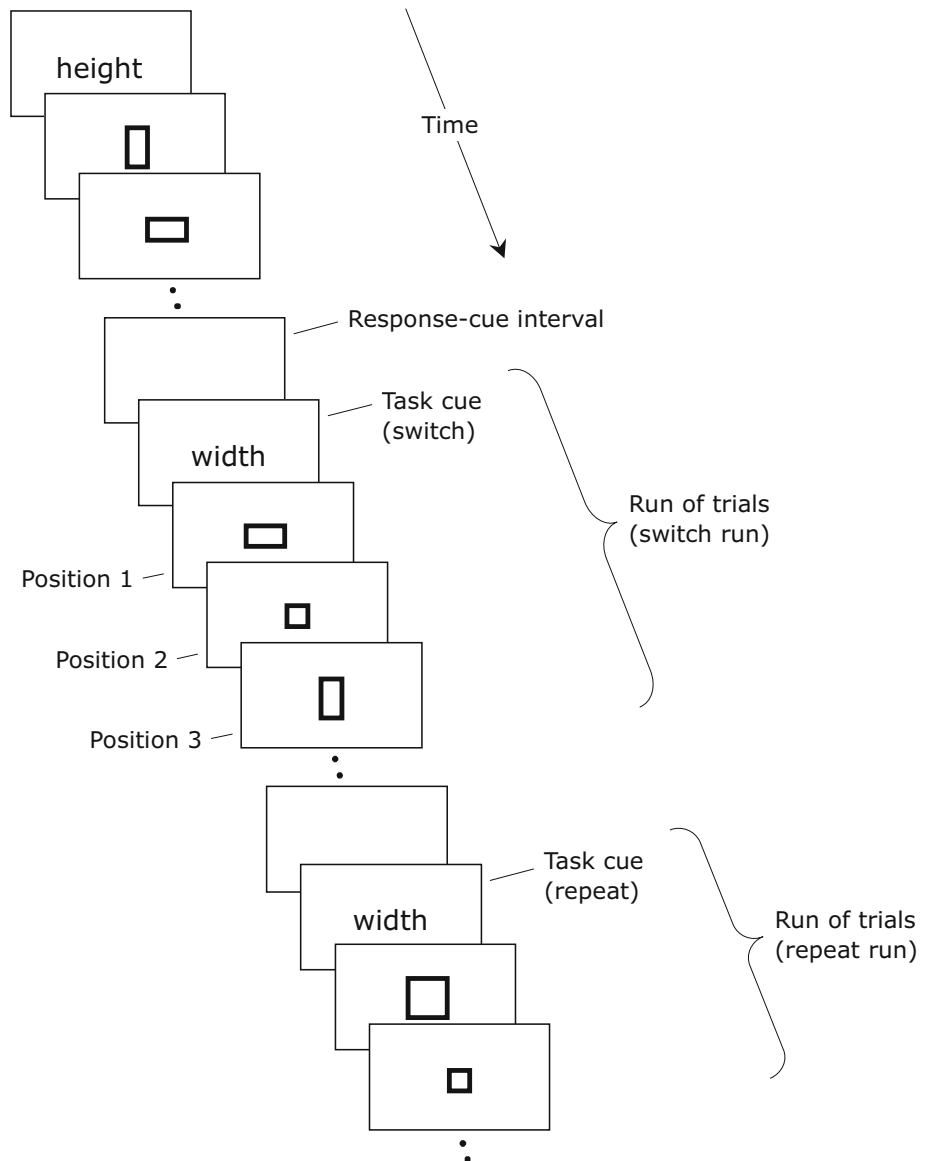 height
Time
Response-cue interval
Task cue
(switch)
width
Run of trials
(switch run)
Position 1
Position 2
Position 3
Task cue
(repeat)
width
Run of trials
(repeat run)